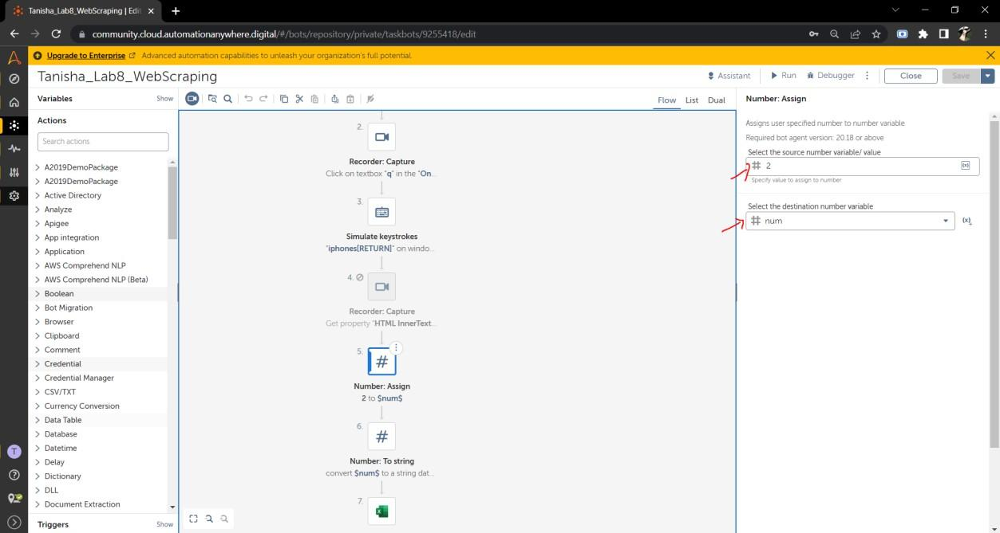 Tanisha_Lab8_WebScraping | Edit
community.cloud.automationanywhere.digital/#/bots/repository/private/taskbots/9255418/edit
Upgrade to Enterprise Advanced automation capabilities to unleash your organization's full potential.
Tanisha_Lab8_WebScraping
Assistant Run Debugger Close Save
Variables Show
Flow List Dual
Number: Assign
Actions
Search actions
A2019DemoPackage
A2019DemoPackage
Active Directory
Analyze
Apigee
App integration
Application
AWS Comprehend NLP
AWS Comprehend NLP (Beta)
Boolean
Bot Migration
Browser
Clipboard
Comment
Credential
Credential Manager
CSV/TXT
Currency Conversion
Data Table
Database
Datetime
Delay
Dictionary
DLL
Document Extraction
Triggers Show
T
2.
Recorder: Capture
Click on textbox "q" in the "On...
3.
Simulate keystrokes
"iphones[RETURN]" on windo...
4.
Recorder: Capture
Get property "HTML InnerText...
5.
#
Number: Assign
2 to $num$
6.
#
Number: To string
convert $num$ to a string dat...
7.
Assigns user specified number to number variable
Required bot agent version: 20.18 or above
Select the source number variable/ value
# 2 (x)
Specify value to assign to number
Select the destination number variable
# num (x)